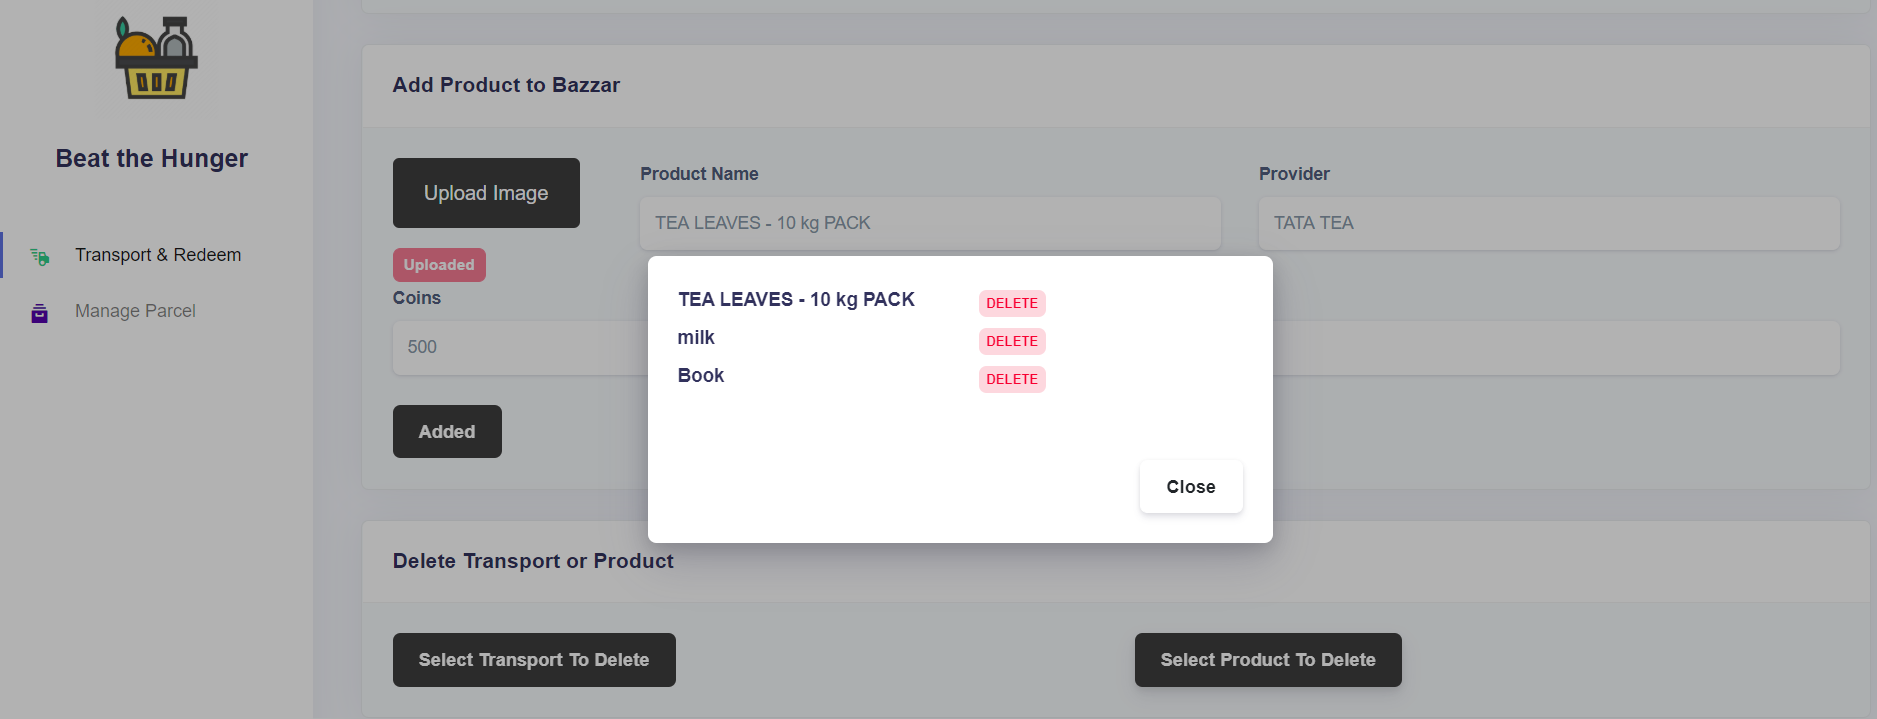 Beat the Hunger
Transport & Redeem
Manage Parcel
Add Product to Bazzar
Upload Image
Uploaded
Product Name
TEA LEAVES - 10 kg PACK
Provider
TATA TEA
Coins
500
Added
TEA LEAVES - 10 kg PACK DELETE
milk DELETE
Book DELETE
Close
Delete Transport or Product
Select Transport To Delete
Select Product To Delete